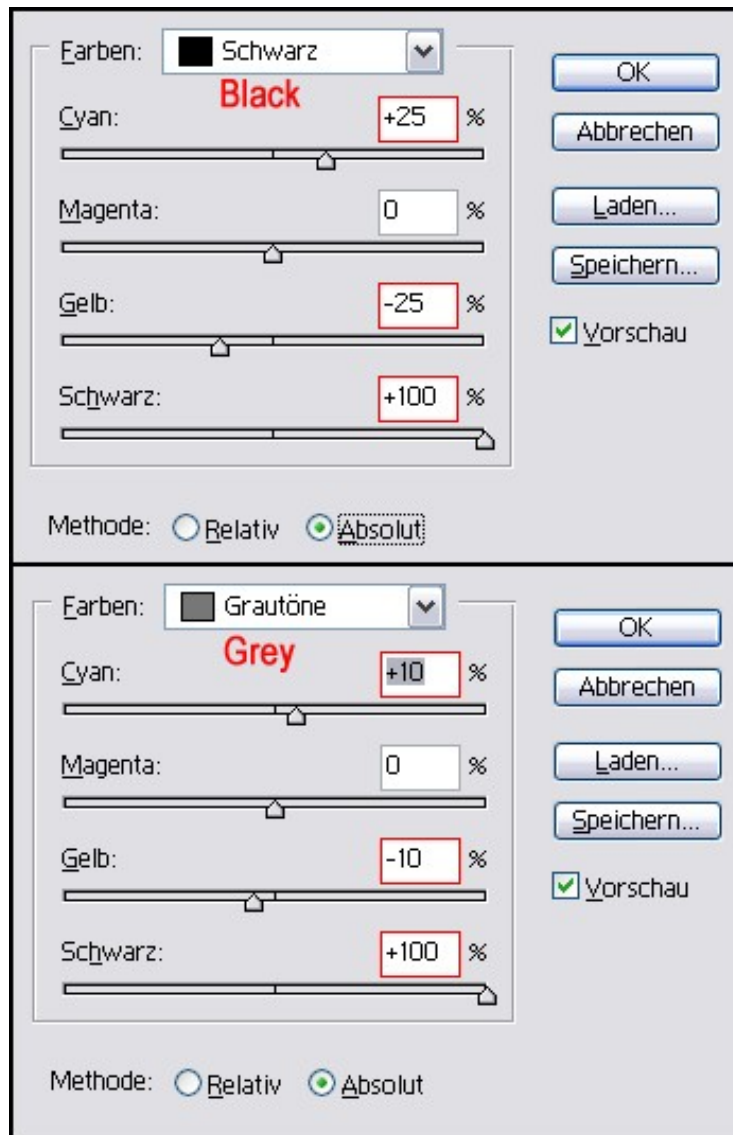 Farben: Schwarz
Black
OK
Cyan: +25 %
Abbrechen
Magenta: 0 %
Laden...
Speichern...
Gelb: -25 %
Vorschau
Schwarz: +100 %
Methode: Relativ Absolut
Farben: Grautöne
Grey
OK
Cyan: +10 %
Abbrechen
Magenta: 0 %
Laden...
Speichern...
Gelb: -10 %
Vorschau
Schwarz: +100 %
Methode: Relativ Absolut